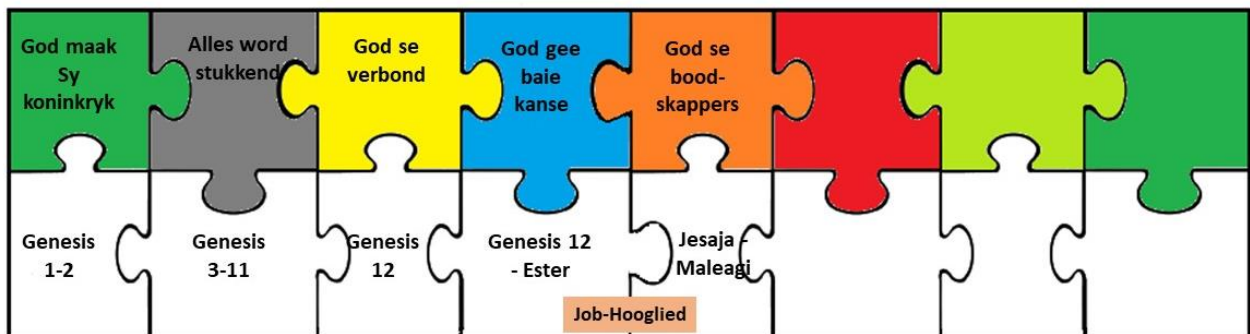 God maak
Sy
koninkryk
Alles word
stukkend
God se
verbond
God gee
baie
kanse
God se
bood-
skappers
Genesis
1-2
Genesis
3-11
Genesis
12
Genesis 12
- Ester
Jesaja -
Maleagi
Job-Hooglied